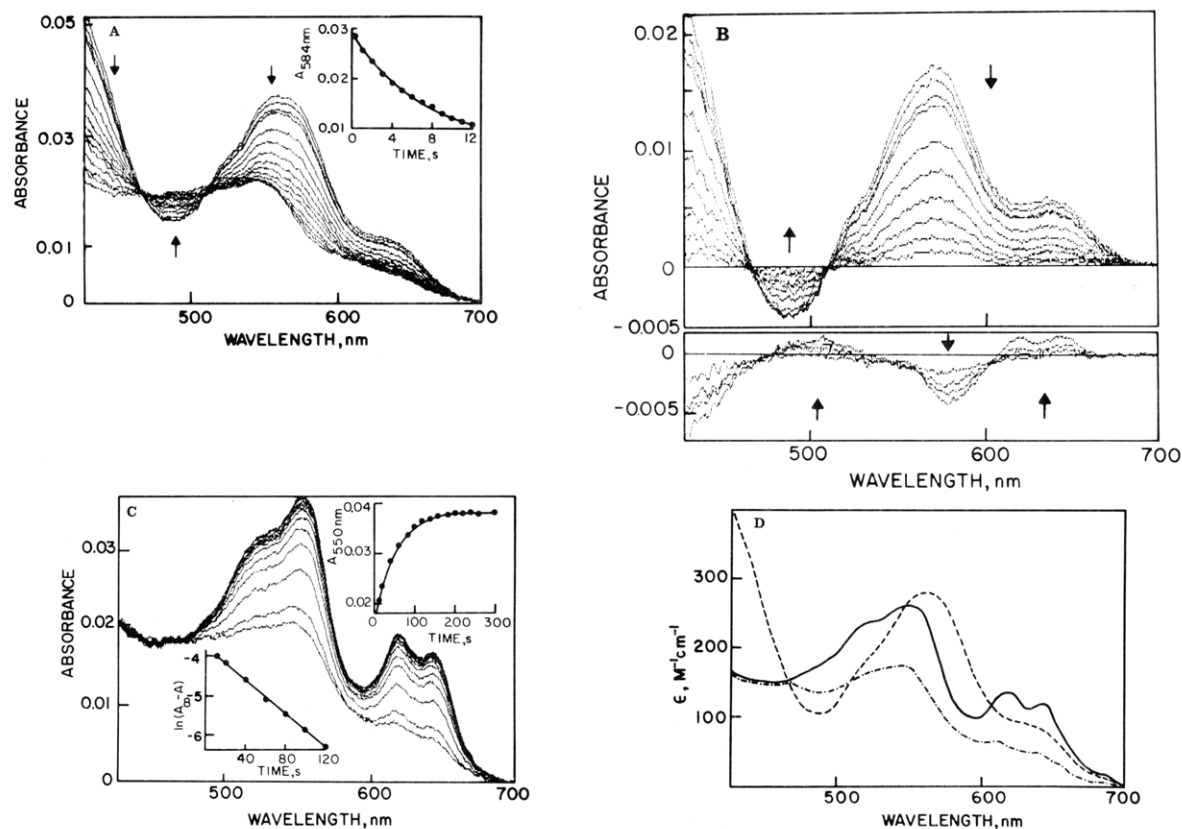 A
0.05
0.03
0.01
0
ABSORBANCE
500
600
700
WAVELENGTH, nm
A584nm
0.03
0.02
0.01
0
4
8
12
TIME, s
B
0.02
0.01
0
-0.005
ABSORBANCE
0
-0.005
500
600
700
WAVELENGTH, nm
C
0.03
0.02
0.01
0
ABSORBANCE
500
600
700
WAVELENGTH, nm
A550nm
0.04
0.03
0.02
0
100
200
300
TIME, s
ln(A∞-A)
-4
-5
-6
40
80
120
TIME, s
D
300
200
100
ϵ, M⁻¹cm⁻¹
500
600
700
WAVELENGTH, nm